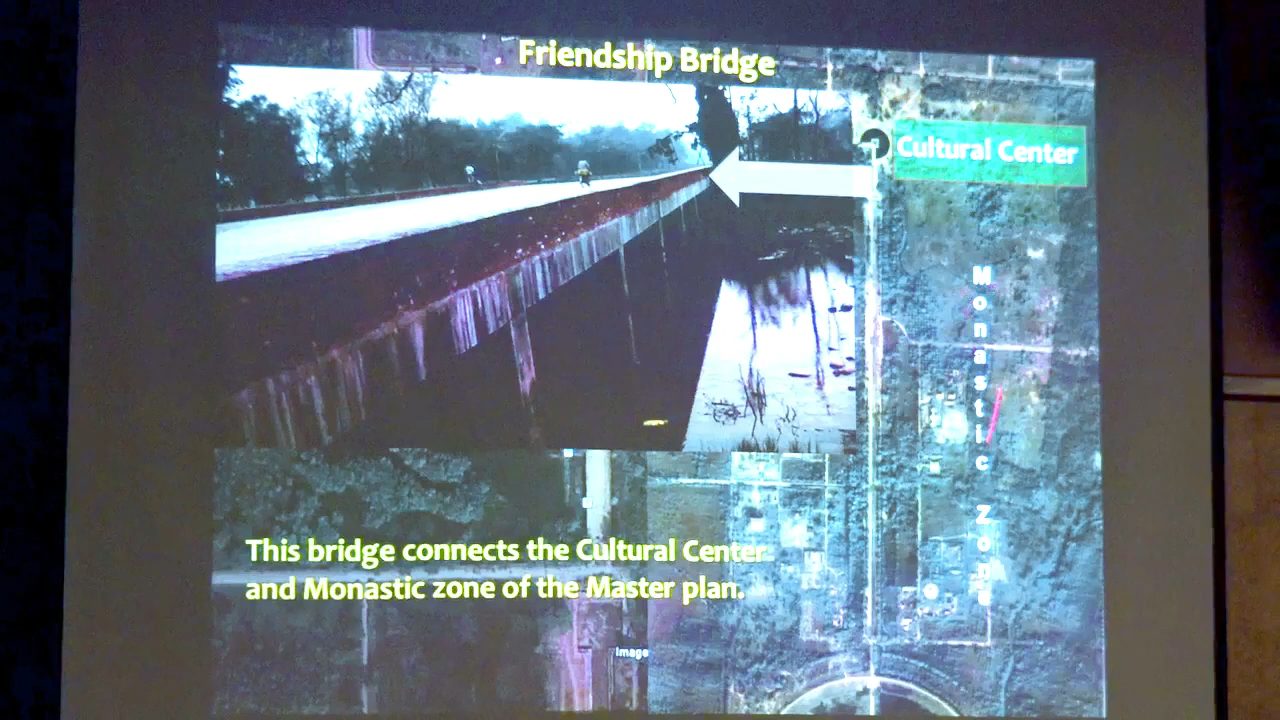 Friendship Bridge
Cultural Center
Monastic Zone
This bridge connects the Cultural Center
and Monastic zone of the Master plan.
Image